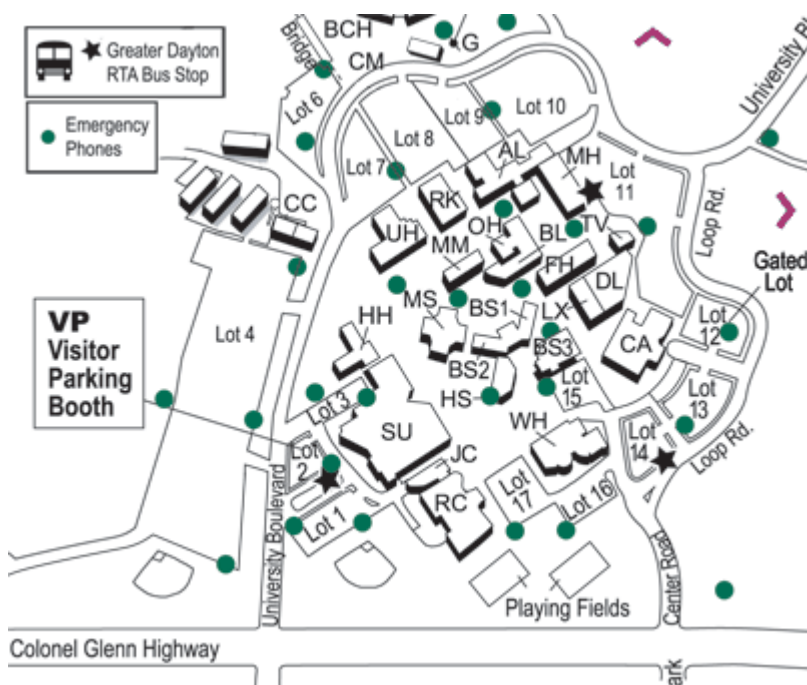 Greater Dayton
RTA Bus Stop
Emergency
Phones
BCH
Bridge
CM
G
University B
Lot 6
Lot 7
Lot 8
Lot 9
Lot 10
AL
MH
Lot
11
Loop Rd.
CC
RK
UH
OH
MM
BL
TV
FH
Gated
Lot
VP
Visitor
Parking
Booth
Lot 4
HH
MS
BS1
LX
DL
Lot
12
BS2
BS3
CA
HS
Lot
15
Lot 3
Lot
13
SU
WH
Lot
14
Loop Rd.
Lot
2
JC
Lot 1
RC
Lot
17
Lot 16
University Boulevard
Playing Fields
Center Road
Colonel Glenn Highway
ark